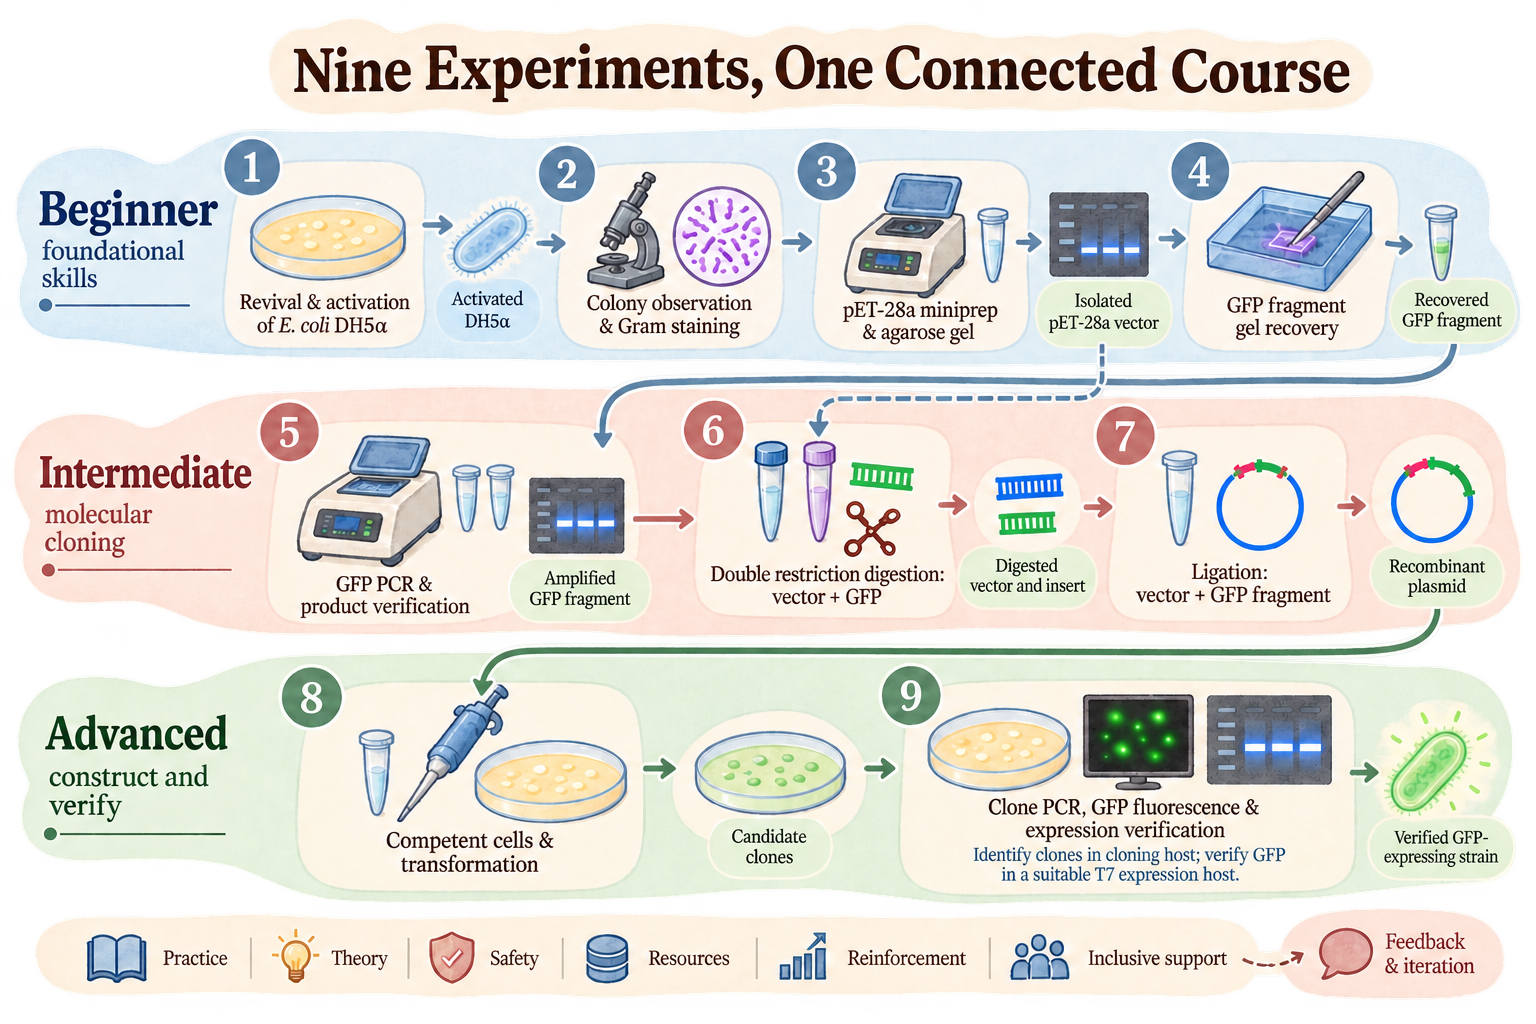 Nine Experiments, One Connected Course
Beginner
foundational
skills
1
Revival & activation
of E. coli DH5α
Activated
DH5α
2
Colony observation
& Gram staining
3
pET-28a miniprep
& agarose gel
Isolated
pET-28a vector
4
GFP fragment
gel recovery
Recovered
GFP fragment
Intermediate
molecular
cloning
5
GFP PCR &
product verification
Amplified
GFP fragment
6
Double restriction digestion:
vector + GFP
Digested
vector and insert
7
Ligation:
vector + GFP fragment
Recombinant
plasmid
Advanced
construct and
verify
8
Competent cells &
transformation
Candidate
clones
9
Clone PCR, GFP fluorescence &
expression verification
Identify clones in cloning host; verify GFP
in a suitable T7 expression host.
Verified GFP-
expressing strain
Practice
Theory
Safety
Resources
Reinforcement
Inclusive support
Feedback
& iteration